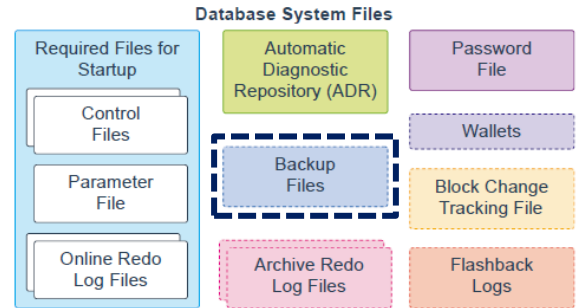 Database System Files
Required Files for
Startup
Control
Files
Parameter
File
Online Redo
Log Files
Automatic
Diagnostic
Repository (ADR)
Backup
Files
Archive Redo
Log Files
Password
File
Wallets
Block Change
Tracking File
Flashback
Logs